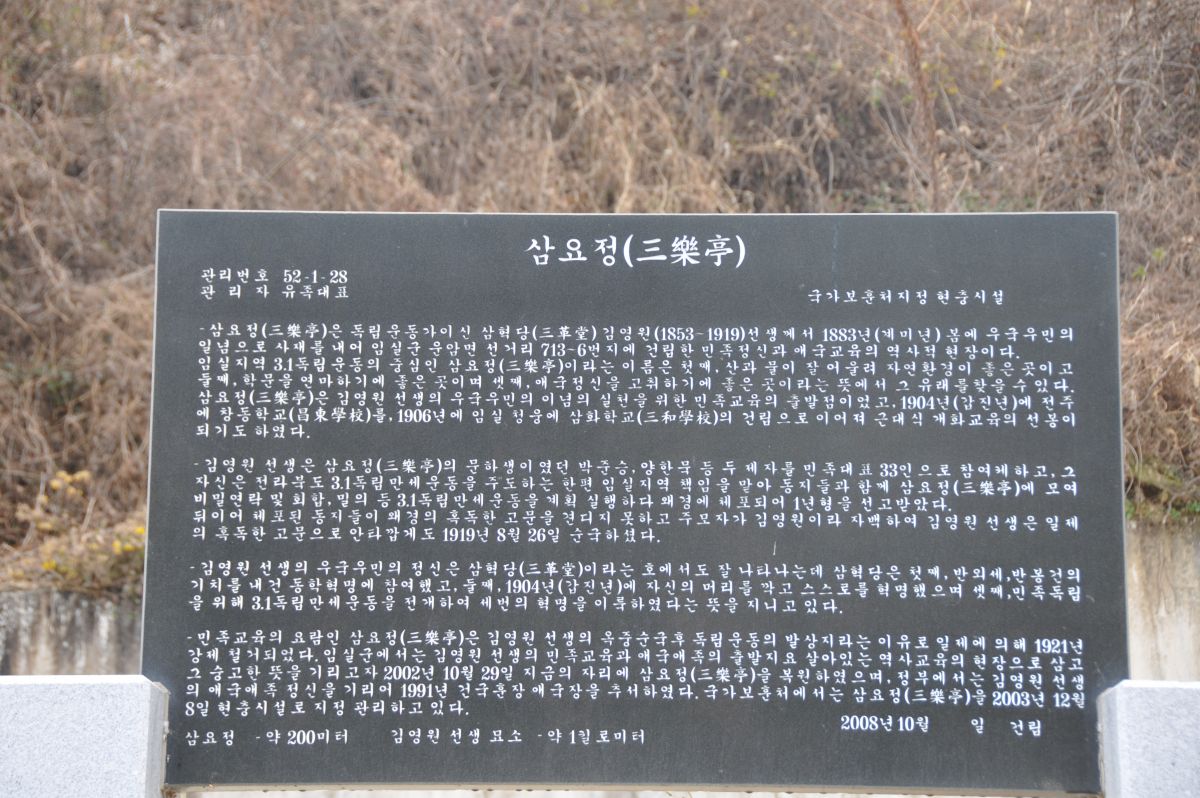 삼요정(三樂亭)
관리번호 52-1-28
관 리 자 유족대표
국가보훈처지정 현충시설
-삼요정(三樂亭)은 독립운동가이신 삼혁당(三革堂) 김영원(1853~1919)선생께서 1883년(계미년) 봄에 우국우민의
일념으로 사재를 내어 임실군 운암면 선거리 713~6번지에 건립한 민족정신과 애국교육의 역사적 현장이다.
임실지역 3.1독립운동의 중심인 삼요정(三樂亭)이라는 이름은 첫째,산과 물이 잘 어울려 자연환경이 좋은 곳이고
둘째,학문을 연마하기에 좋은 곳이며 셋째,애국정신을 고취하기에 좋은 곳이라는 뜻에서 그 유래를 찾을 수 있다.
삼요정(三樂亭)은 김영원 선생의 우국우민의 이념의 실천을 위한 민족교육의 출발점이었고,1904년(갑진년)에 전주
에 창동학교(昌東學校)를,1906년에 임실 청웅에 삼화학교(三和學校)의 건립으로 이어져 근대식 개화교육의 선봉이
되기도 하였다.
-김영원 선생은 삼요정(三樂亭)의 문하생이였던 박준승,양한묵 등 두 제자를 민족대표 33인으로 참여케하고,그
자신은 전라북도 3.1독립만세운동을 주도하는 한편 임실지역 책임을 맡아 동지들과 함께 삼요정(三樂亭)에 모여
비밀연락 및 회합,밀의 등 3.1독립만세운동을 계획 실행하다 왜경에 체포되어 1년형을 선고받았다.
뒤이어 체포된 동지들이 왜경의 혹독한 고문을 견디지 못하고 주모자가 김영원이라 자백하여 김영원 선생은 일제
의 혹독한 고문으로 안타깝게도 1919년 8월 26일 순국하셨다.
-김영원 선생의 우국우민의 정신은 삼혁당(三革堂)이라는 호에서도 잘 나타나는데 삼혁당은 첫째,반외세,반봉건의
기치를 내건 동학혁명에 참여했고,둘째,1904년(갑진년)에 자신의 머리를 깎고 스스로를 혁명했으며 셋째,민족독립
을 위해 3.1독립만세운동을 전개하여 세번의 혁명을 이룩하였다는 뜻을 지니고 있다.
-민족교육의 요람인 삼요정(三樂亭)은 김영원 선생의 옥중순국후 독립운동의 발상지라는 이유로 일제에 의해 1921년
강제 철거되었다.임실군에서는 김영원 선생의 민족교육과 애국애족의 출발지요 살아있는 역사교육의 현장으로 삼고
그 숭고한 뜻을 기리고자 2002년 10월 29일 지금의 자리에 삼요정(三樂亭)을 복원하였으며,정부에서는 김영원 선생
의 애국애족정신을 기리어 1991년 건국훈장 애국장을 추서하였다.국가보훈처에서는 삼요정(三樂亭)을 2003년 12월
8일 현충시설로 지정 관리하고 있다.
2008년 10월 일 건립
삼요정 -약 200미터 김영원 선생 묘소 -약 1킬로미터